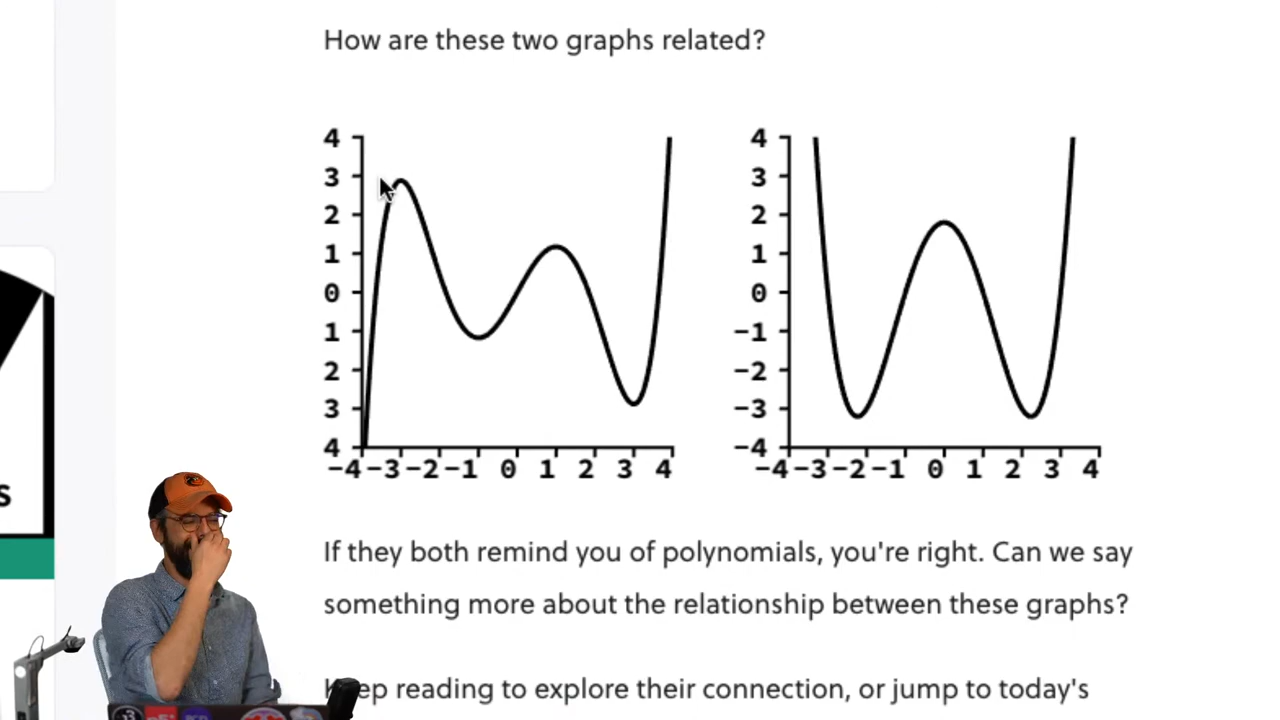 How are these two graphs related?
4
3
2
1
0
1
2
3
4
-4 -3 -2 -1 0 1 2 3 4
4
3
2
1
0
-1
-2
-3
-4
-4 -3 -2 -1 0 1 2 3 4
s
If they both remind you of polynomials, you're right. Can we say
something more about the relationship between these graphs?
reading to explore their connection, or jump to today's